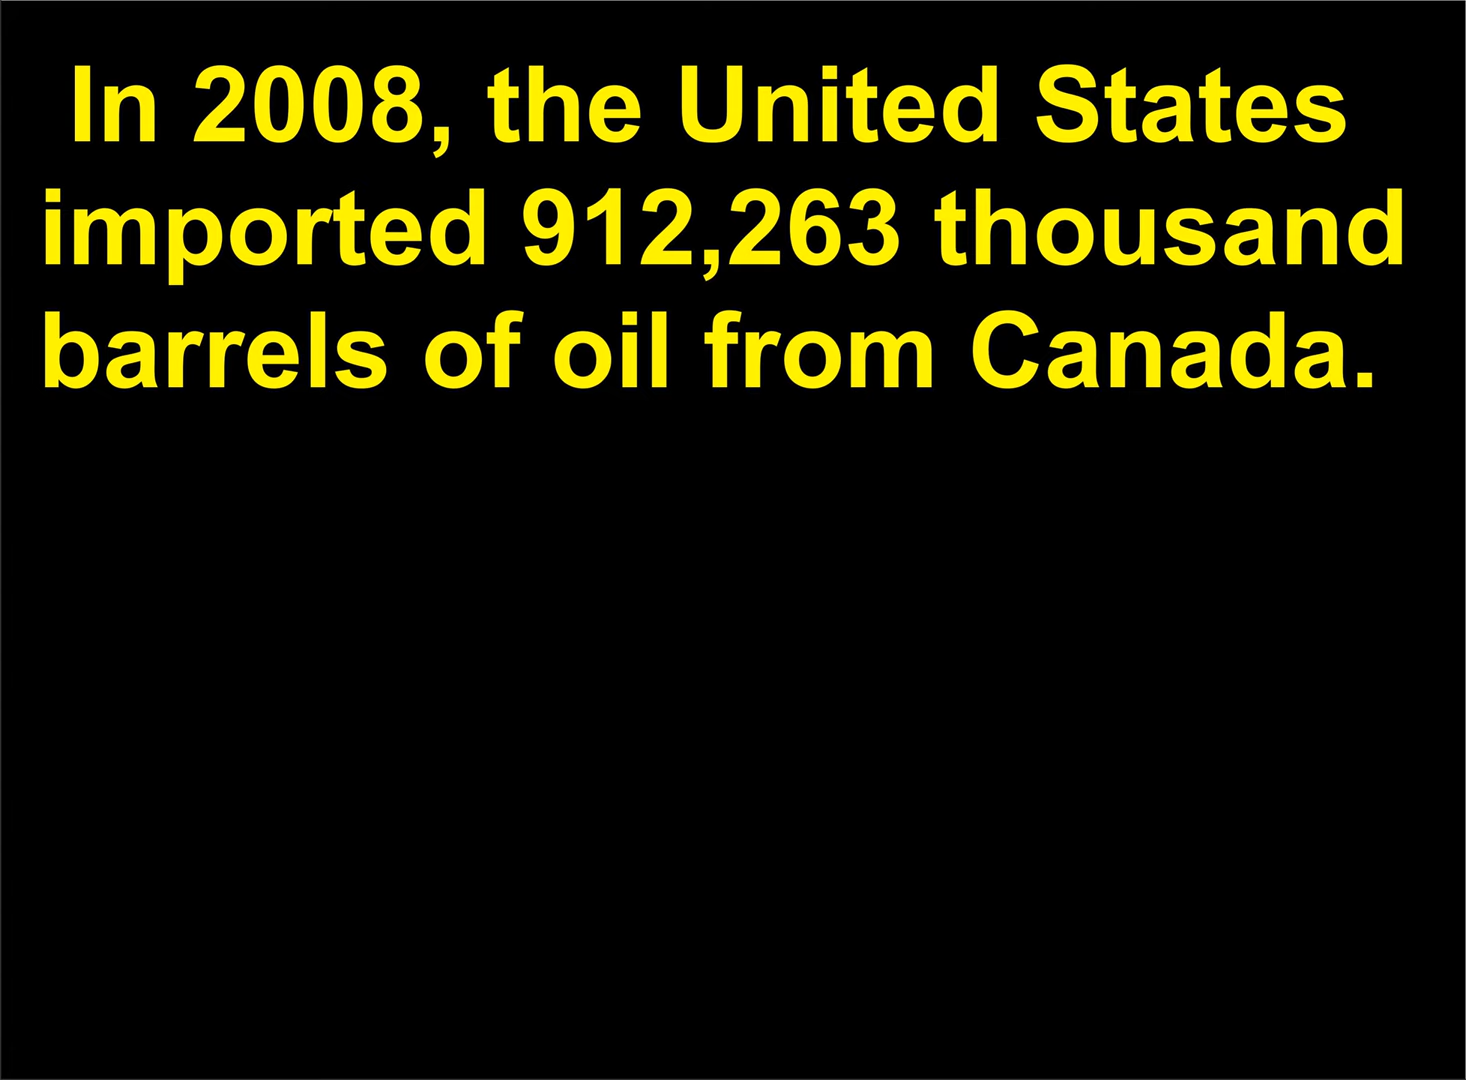 In 2008, the United States
imported 912,263 thousand
barrels of oil from Canada.